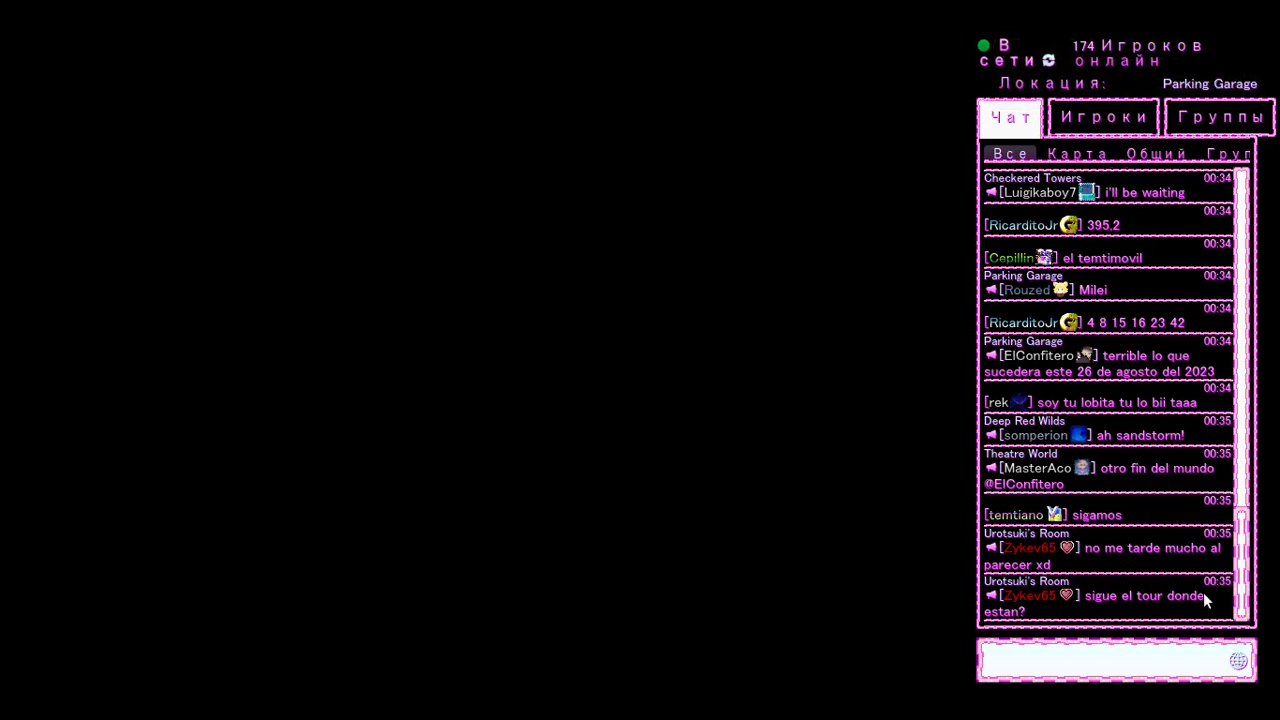 В сети
174 Игроков онлайн
Локация:
Parking Garage
Чат
Игроки
Группы
Все Карта Общий Груп
Checkered Towers 00:34
[Luigikaboy7] i'll be waiting
00:34
[RicarditoJr] 395.2
00:34
[Cepillin] el temtimovil
Parking Garage 00:34
[Rouzed] Milei
00:34
[RicarditoJr] 4 8 15 16 23 42
Parking Garage 00:34
[ElConfitero] terrible lo que
sucedera este 26 de agosto del 2023
00:34
[rek] soy tu lobita tu lo bii taaa
Deep Red Wilds 00:35
[somperion] ah sandstorm!
Theatre World 00:35
[MasterAco] otro fin del mundo
@ElConfitero
00:35
[temtiano] sigamos
Urotsuki's Room 00:35
[Zykev65] no me tarde mucho al
parecer xd
Urotsuki's Room 00:35
[Zykev65] sigue el tour donde
estan?